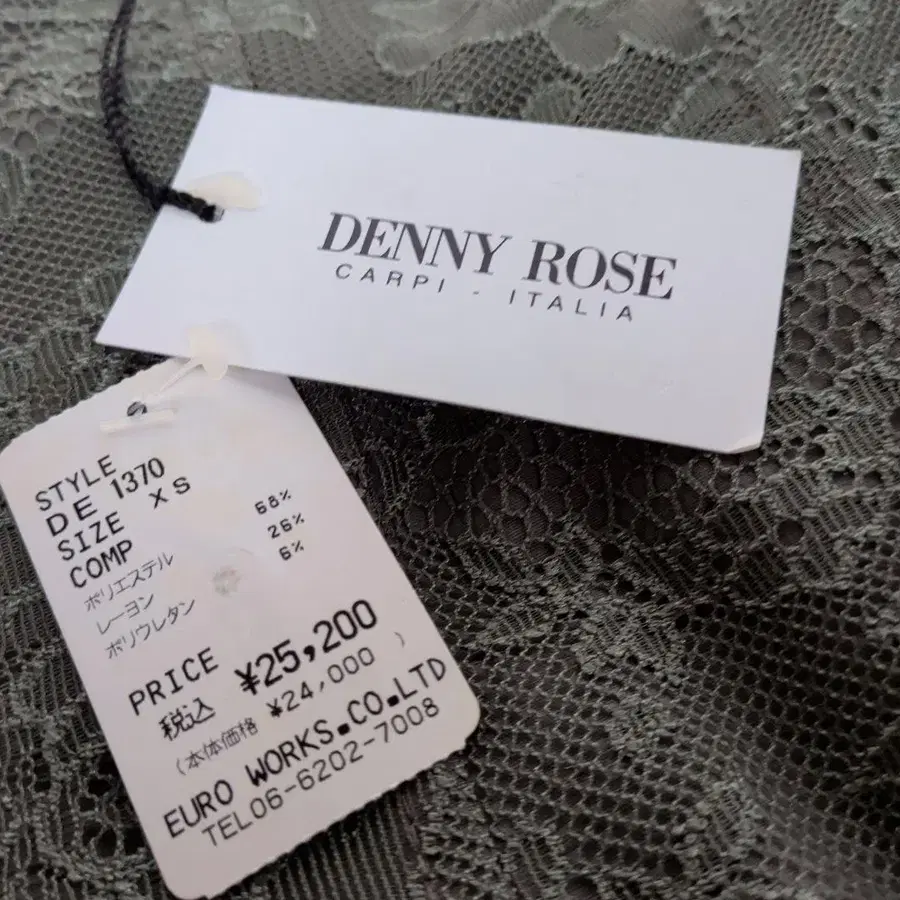 DENNY ROSE
CARPI - ITALIA
STYLE
DE 1370
SIZE XS
COMP
ポリエステル 68%
レーヨン 26%
ポリウレタン 6%
PRICE
税込 ¥25,200
(本体価格 ¥24,000 )
EURO WORKS.CO.LTD
TEL06-6202-7008